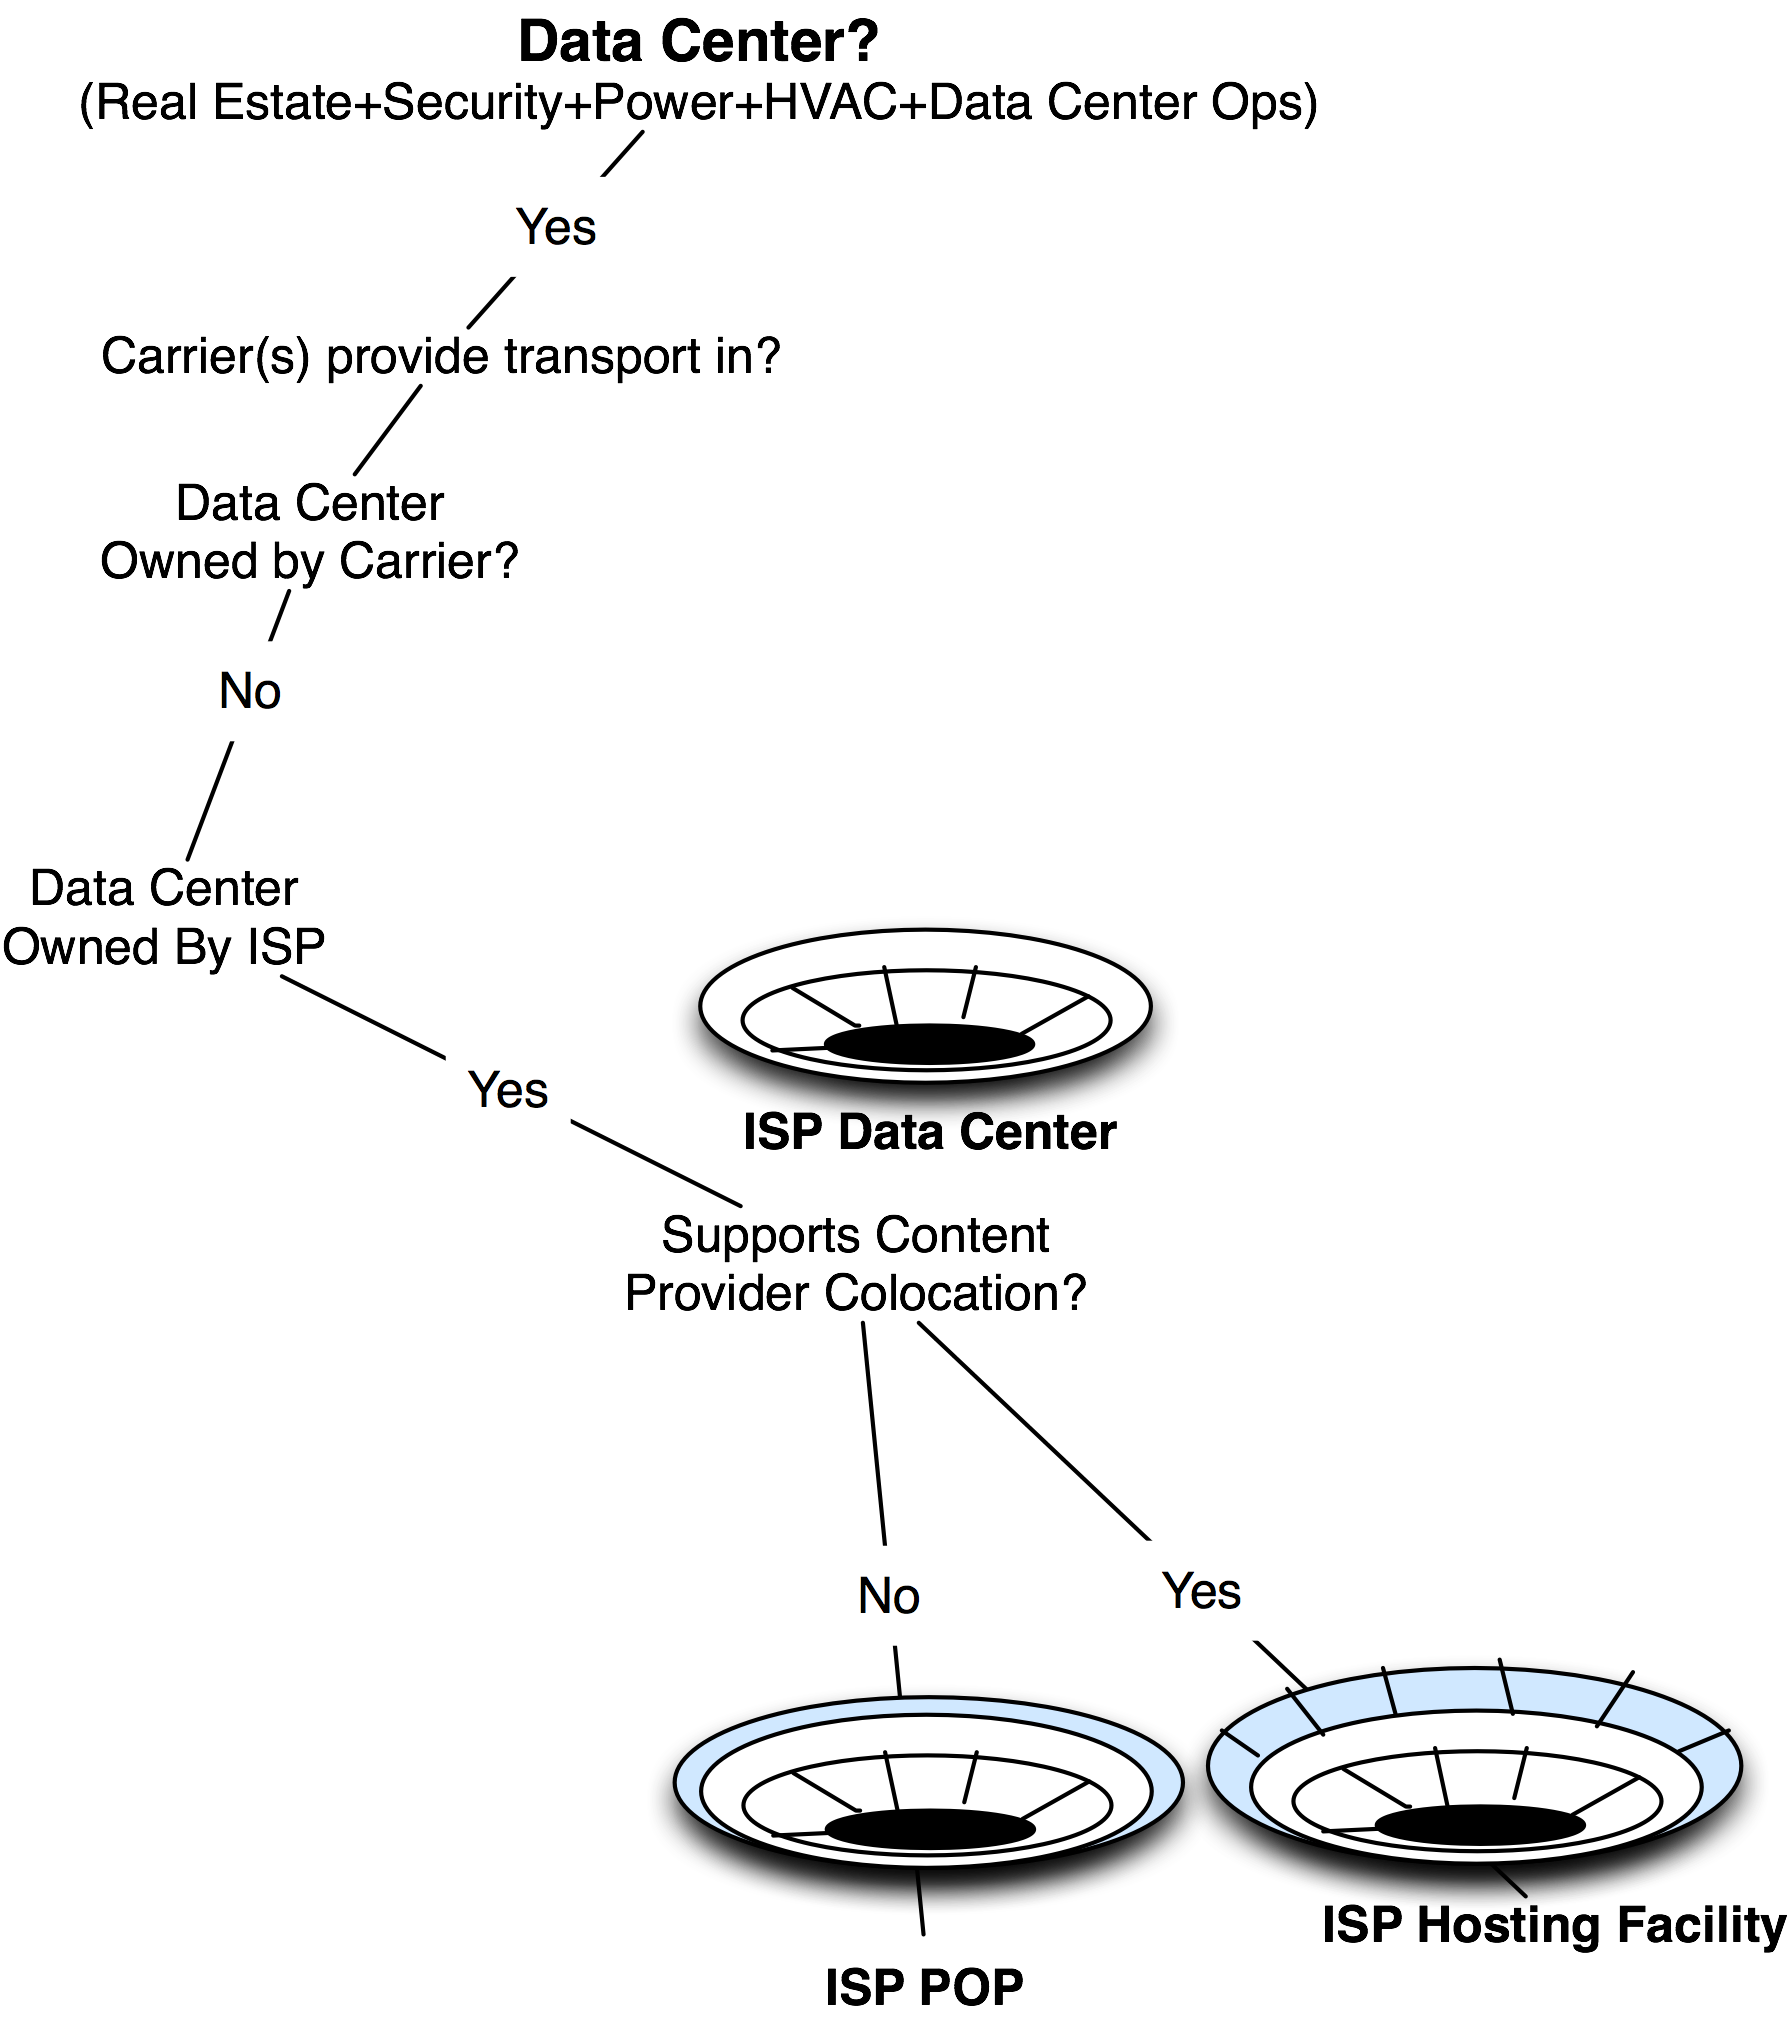 Data Center?
(Real Estate+Security+Power+HVAC+Data Center Ops)
Yes
Carrier(s) provide transport in?
Data Center
Owned by Carrier?
No
Data Center
Owned By ISP
Yes
ISP Data Center
Supports Content
Provider Colocation?
No
Yes
ISP Hosting Facility
ISP POP